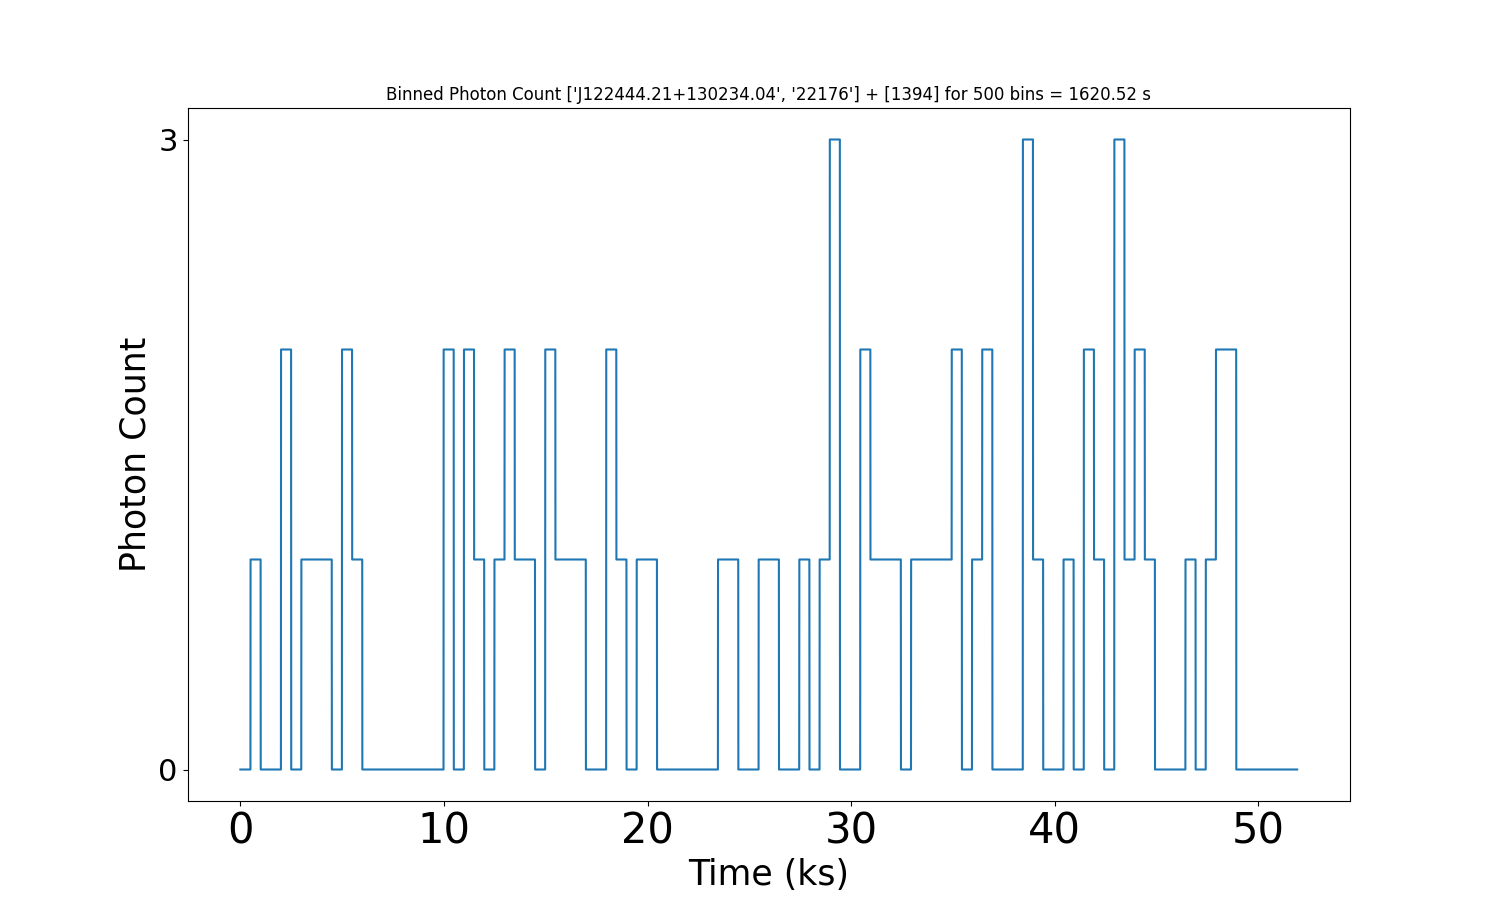 Binned Photon Count ['J122444.21+130234.04', '22176'] + [1394] for 500 bins = 1620.52 s
3
Photon Count
0
0 10 20 30 40 50
Time (ks)